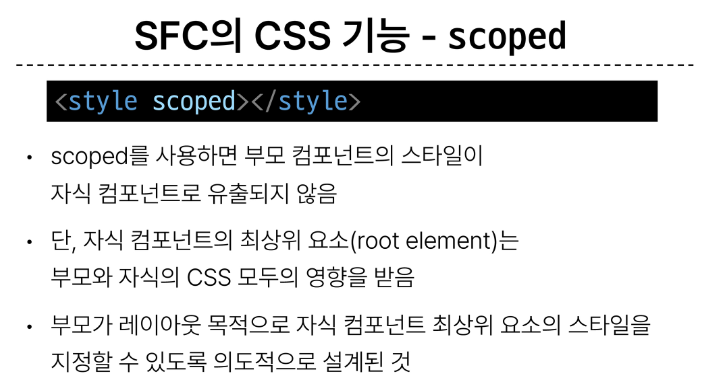 SFC의 CSS 기능 - scoped
<style scoped></style>
• scoped를 사용하면 부모 컴포넌트의 스타일이
자식 컴포넌트로 유출되지 않음
• 단, 자식 컴포넌트의 최상위 요소(root element)는
부모와 자식의 CSS 모두의 영향을 받음
• 부모가 레이아웃 목적으로 자식 컴포넌트 최상위 요소의 스타일을
지정할 수 있도록 의도적으로 설계된 것